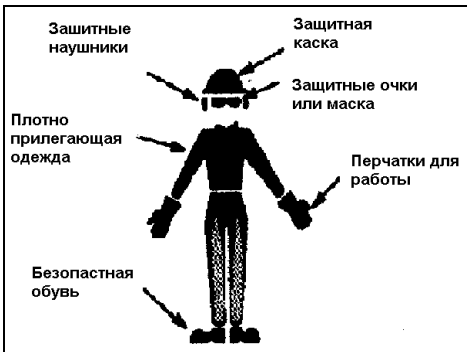 Зашитные
наушники
Защитная
каска
Защитные очки
или маска
Плотно
прилегающая
одежда
Перчатки для
работы
Безопастная
обувь